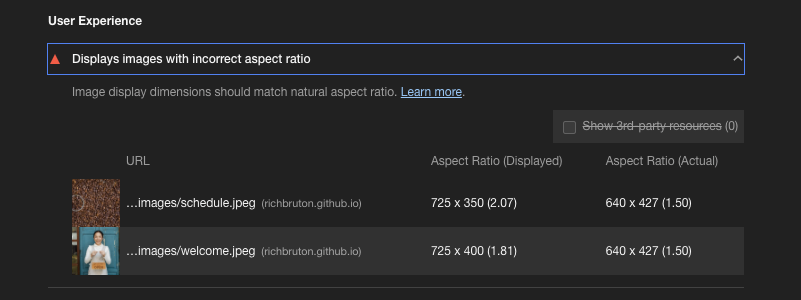 User Experience
Displays images with incorrect aspect ratio
Image display dimensions should match natural aspect ratio. Learn more.
Show 3rd-party resources (0)
URL Aspect Ratio (Displayed) Aspect Ratio (Actual)
…images/schedule.jpeg (richbruton.github.io) 725 x 350 (2.07) 640 x 427 (1.50)
…images/welcome.jpeg (richbruton.github.io) 725 x 400 (1.81) 640 x 427 (1.50)